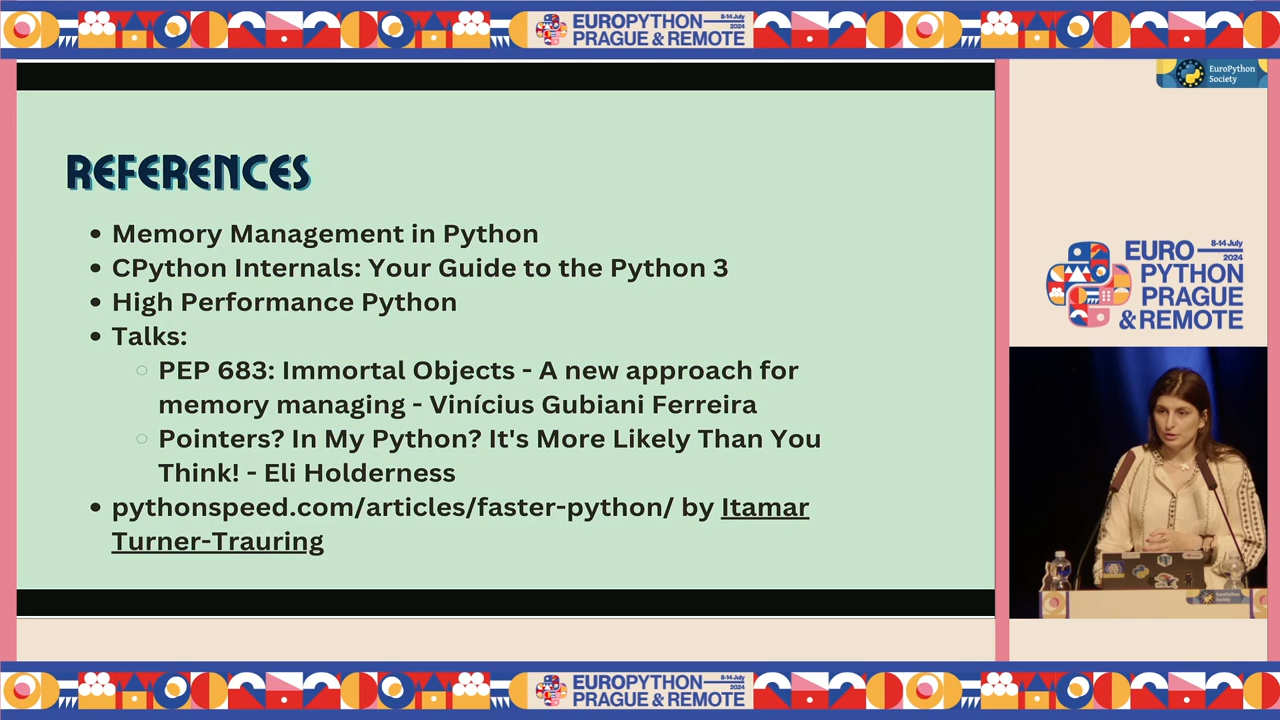 EUROPYTHON
8-14 July
2024
PRAGUE & REMOTE
EuroPython
Society
REFERENCES
• Memory Management in Python
• CPython Internals: Your Guide to the Python 3
• High Performance Python
• Talks:
○ PEP 683: Immortal Objects - A new approach for
memory managing - Vinícius Gubiani Ferreira
○ Pointers? In My Python? It's More Likely Than You
Think! - Eli Holderness
• pythonspeed.com/articles/faster-python/ by Itamar
Turner-Trauring
EURO
8-14 July
2024
PYTHON
PRAGUE
& REMOTE
EuroPython
Society
EUROPYTHON
8-14 July
2024
PRAGUE & REMOTE